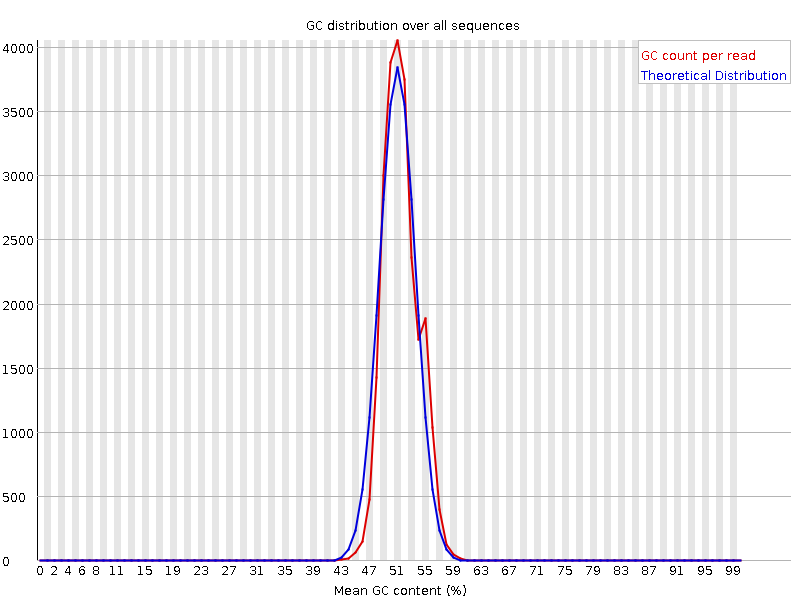 GC distribution over all sequences
GC count per read
Theoretical Distribution
4000
3500
3000
2500
2000
1500
1000
500
0
0 2 4 6 8 11 15 19 23 27 31 35 39 43 47 51 55 59 63 67 71 75 79 83 87 91 95 99
Mean GC content (%)